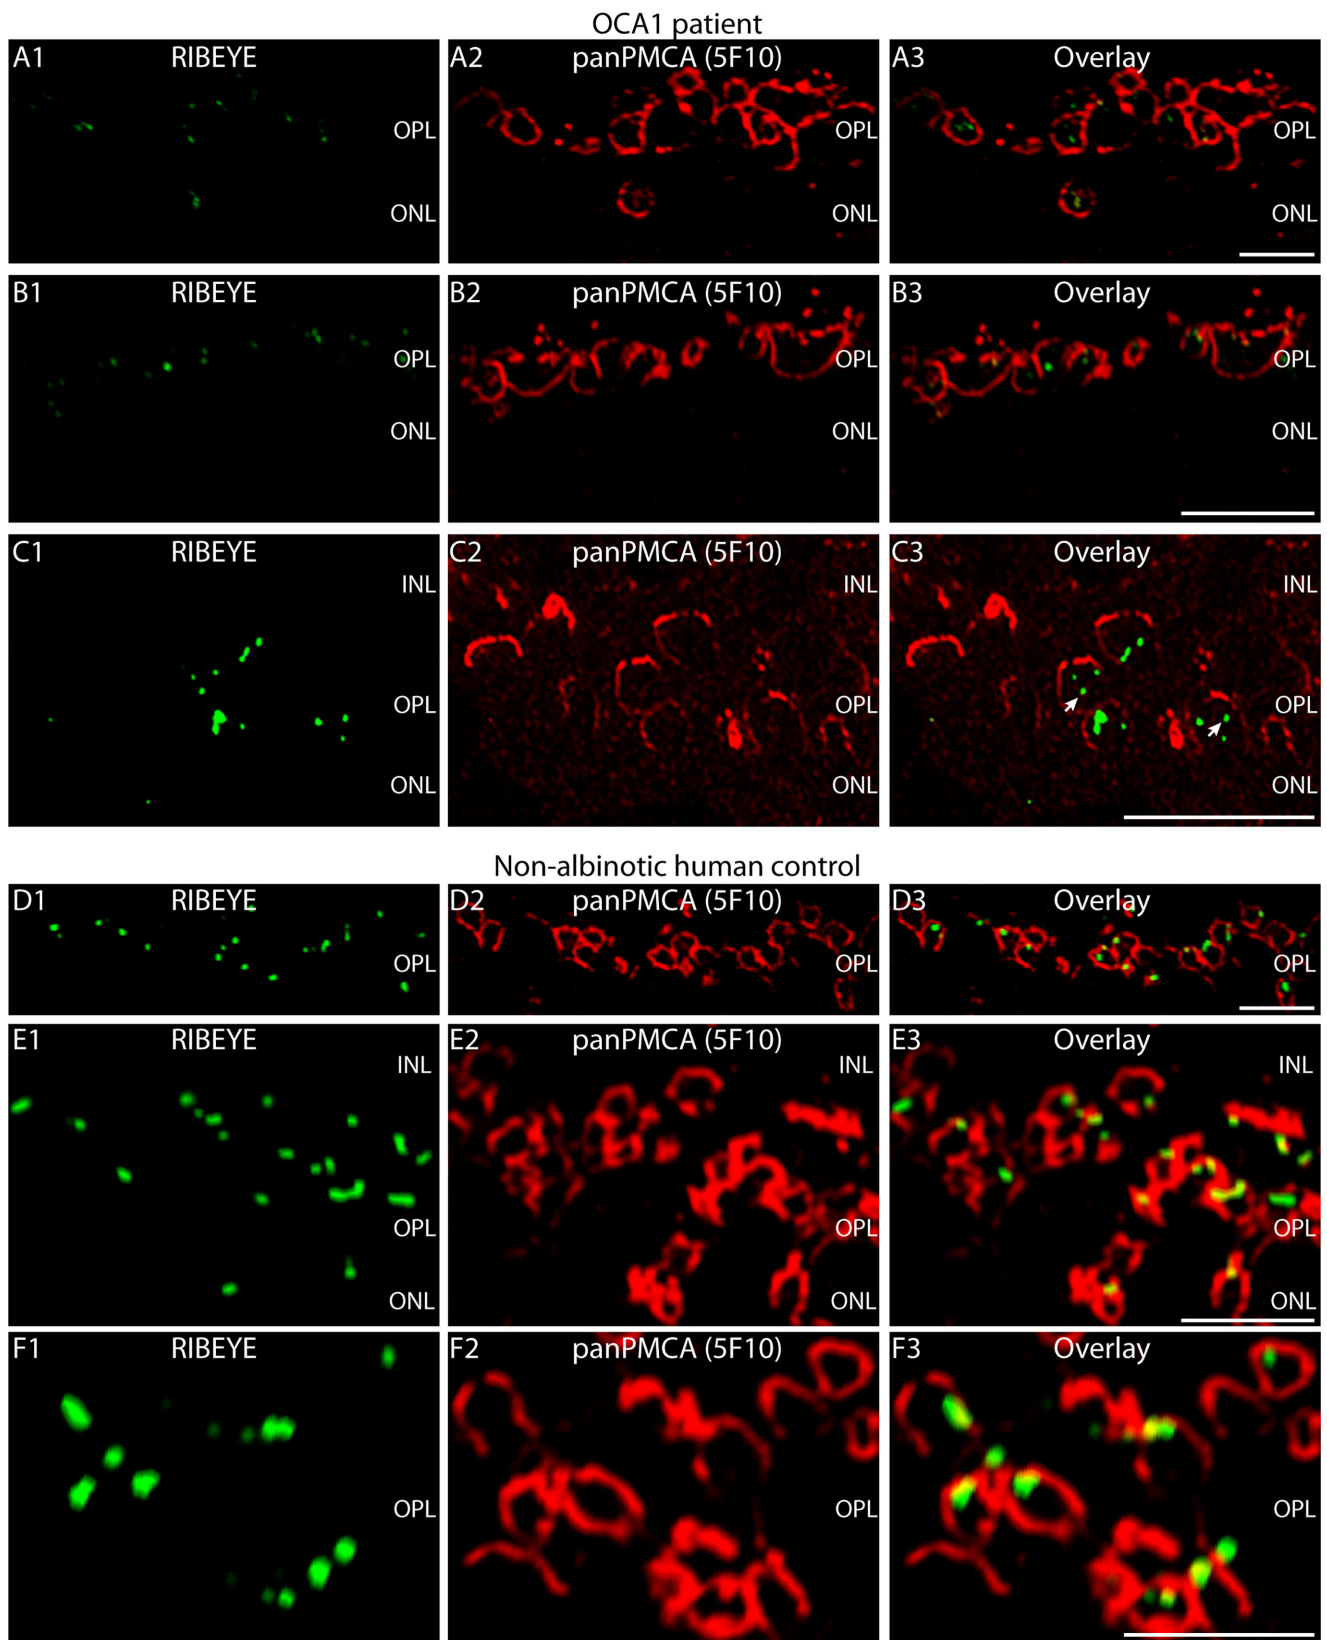 OCA1 patient
A1 RIBEYE OPL ONL
A2 panPMCA (5F10) OPL ONL
A3 Overlay OPL ONL
B1 RIBEYE OPL ONL
B2 panPMCA (5F10) OPL ONL
B3 Overlay OPL ONL
C1 RIBEYE INL OPL ONL
C2 panPMCA (5F10) INL OPL ONL
C3 Overlay INL OPL ONL
Non-albinotic human control
D1 RIBEYE OPL
D2 panPMCA (5F10) OPL
D3 Overlay OPL
E1 RIBEYE INL OPL ONL
E2 panPMCA (5F10) INL OPL ONL
E3 Overlay INL OPL ONL
F1 RIBEYE OPL
F2 panPMCA (5F10) OPL
F3 Overlay OPL